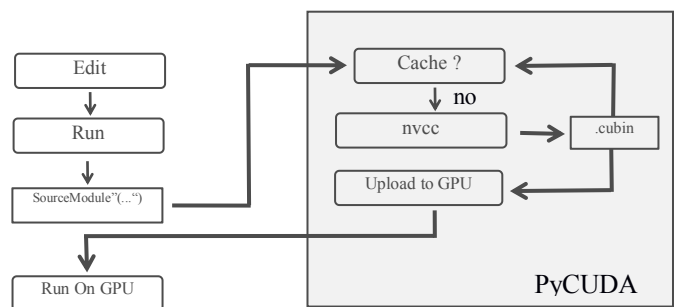 Edit
Run
SourceModule”(...“)
Run On GPU
Cache ?
no
nvcc
.cubin
Upload to GPU
PyCUDA